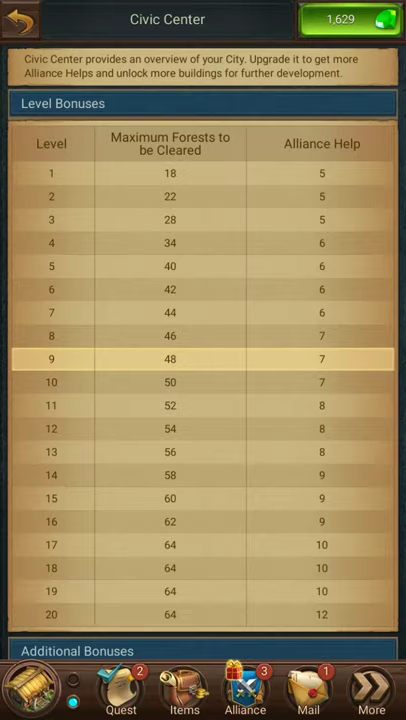 Civic Center
1,629
Civic Center provides an overview of your City. Upgrade it to get more
Alliance Helps and unlock more buildings for further development.
Level Bonuses
Level Maximum Forests to be Cleared Alliance Help
1 18 5
2 22 5
3 28 5
4 34 6
5 40 6
6 42 6
7 44 6
8 46 7
9 48 7
10 50 7
11 52 8
12 54 8
13 56 8
14 58 9
15 60 9
16 62 9
17 64 10
18 64 10
19 64 10
20 64 12
Additional Bonuses
2 3 1
Quest Items Alliance Mail More